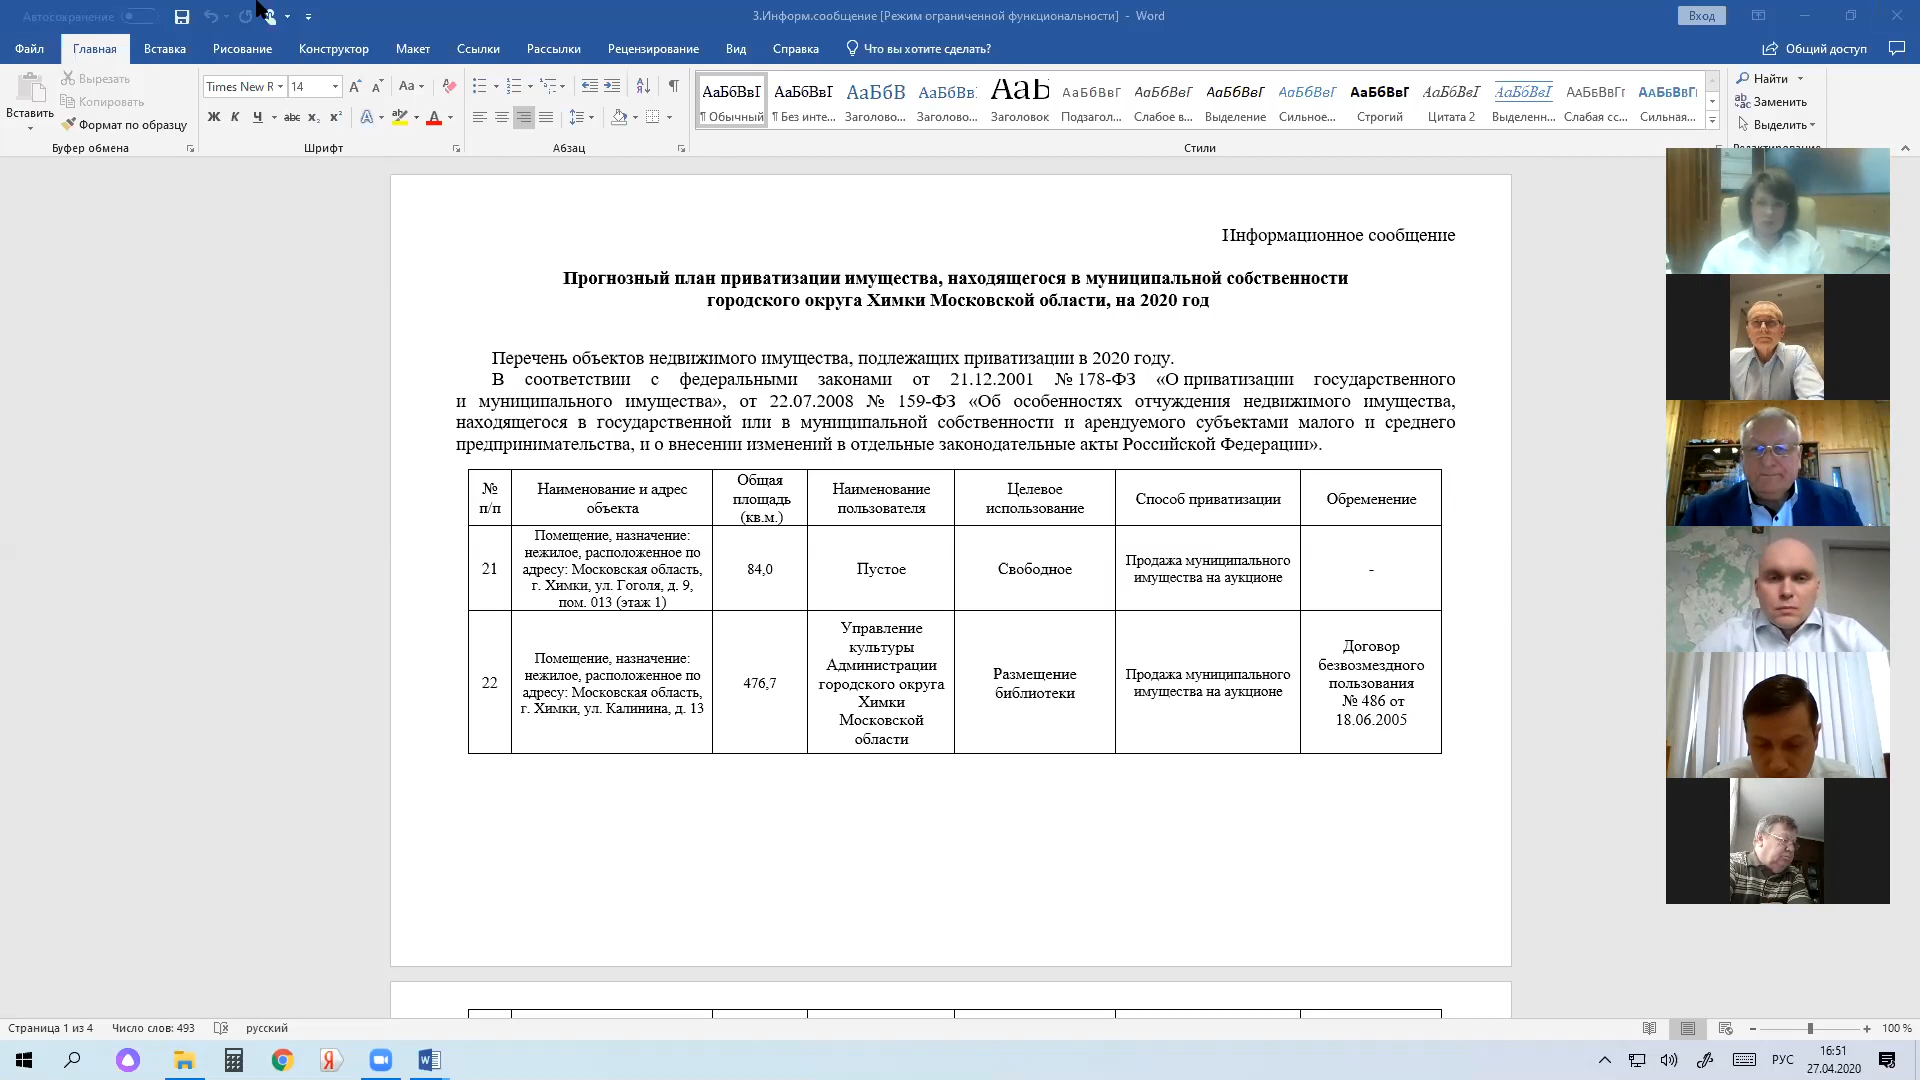 Автосохранение
3.Информ.сообщение [Режим ограниченной функциональности] - Word
Вход
Файл Главная Вставка Рисование Конструктор Макет Ссылки Рассылки Рецензирование Вид Справка Что вы хотите сделать? Общий доступ
Вставить
Вырезать
Копировать
Формат по образцу
Буфер обмена
Times New R 14
Шрифт
Абзац
¶ Обычный ¶ Без инте... Заголово... Заголово... Заголовок Подзагол... Слабое в... Выделение Сильное... Строгий Цитата 2 Выделенн... Слабая сс... Сильная...
Стили
Найти
Заменить
Выделить
Редактирование
Информационное сообщение
Прогнозный план приватизации имущества, находящегося в муниципальной собственности
городского округа Химки Московской области, на 2020 год
Перечень объектов недвижимого имущества, подлежащих приватизации в 2020 году.
В соответствии с федеральными законами от 21.12.2001 № 178-ФЗ «О приватизации государственного
и муниципального имущества», от 22.07.2008 № 159-ФЗ «Об особенностях отчуждения недвижимого имущества,
находящегося в государственной или в муниципальной собственности и арендуемого субъектами малого и среднего
предпринимательства, и о внесении изменений в отдельные законодательные акты Российской Федерации».
№
п/п
Наименование и адрес
объекта
Общая
площадь
(кв.м.)
Наименование
пользователя
Целевое
использование
Способ приватизации
Обременение
21
Помещение, назначение:
нежилое, расположенное по
адресу: Московская область,
г. Химки, ул. Гоголя, д. 9,
пом. 013 (этаж 1)
84,0
Пустое
Свободное
Продажа муниципального
имущества на аукционе
-
22
Помещение, назначение:
нежилое, расположенное по
адресу: Московская область,
г. Химки, ул. Калинина, д. 13
476,7
Управление
культуры
Администрации
городского округа
Химки
Московской
области
Размещение
библиотеки
Продажа муниципального
имущества на аукционе
Договор
безвозмездного
пользования
№ 486 от
18.06.2005
Страница 1 из 4 Число слов: 493 русский
100 %
РУС
16:51
27.04.2020